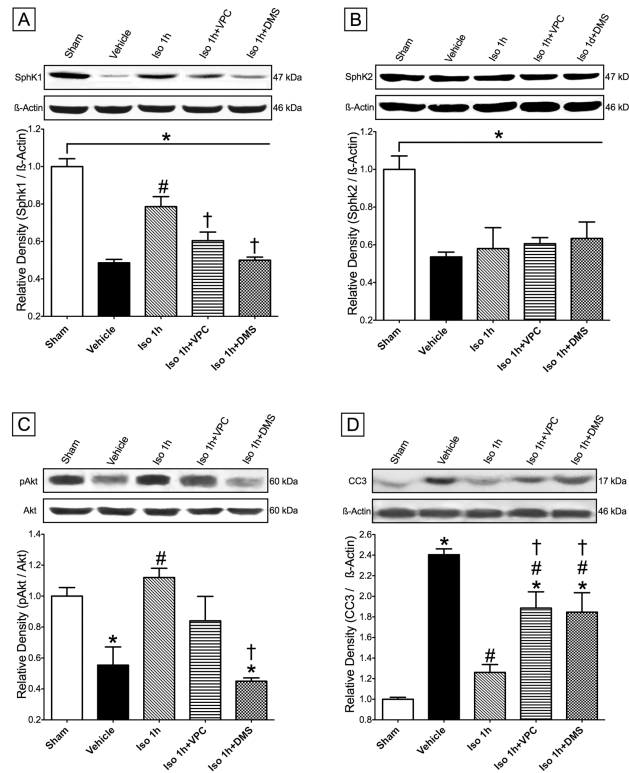 A
Sham
Vehicle
Iso 1h
Iso 1h+VPC
Iso 1h+DMS
SphK1
47 kDa
ß-Actin
46 kDa
Relative Density (Sphk1 / ß-Actin)
1.2
1.0
0.8
0.6
0.4
0.2
*
#
†
†
Sham
Vehicle
Iso 1h
Iso 1h+VPC
Iso 1h+DMS
B
Sham
Vehicle
Iso 1h
Iso 1h+VPC
Iso 1d+DMS
SphK2
47 kDa
ß-Actin
46 kD
Relative Density (Sphk2 / ß-Actin)
1.2
1.0
0.8
0.6
0.4
0.2
*
Sham
Vehicle
Iso 1h
Iso 1h+VPC
Iso 1h+DMS
C
Sham
Vehicle
Iso 1h
Iso 1h+VPC
Iso 1h+DMS
pAkt
60 kDa
Akt
60 kDa
Relative Density (pAkt / Akt)
1.4
1.2
1.0
0.8
0.6
0.4
0.2
*
#
†
*
Sham
Vehicle
Iso 1h
Iso 1h+VPC
Iso 1h+DMS
D
Sham
Vehicle
Iso 1h
Iso 1h+VPC
Iso 1h+DMS
CC3
17 kDa
ß-Actin
46 kDa
Relative Density (CC3 / ß-Actin)
2.6
2.2
1.8
1.4
1.0
0.8
*
#
† # *
† # *
Sham
Vehicle
Iso 1h
Iso 1h+VPC
Iso 1h+DMS